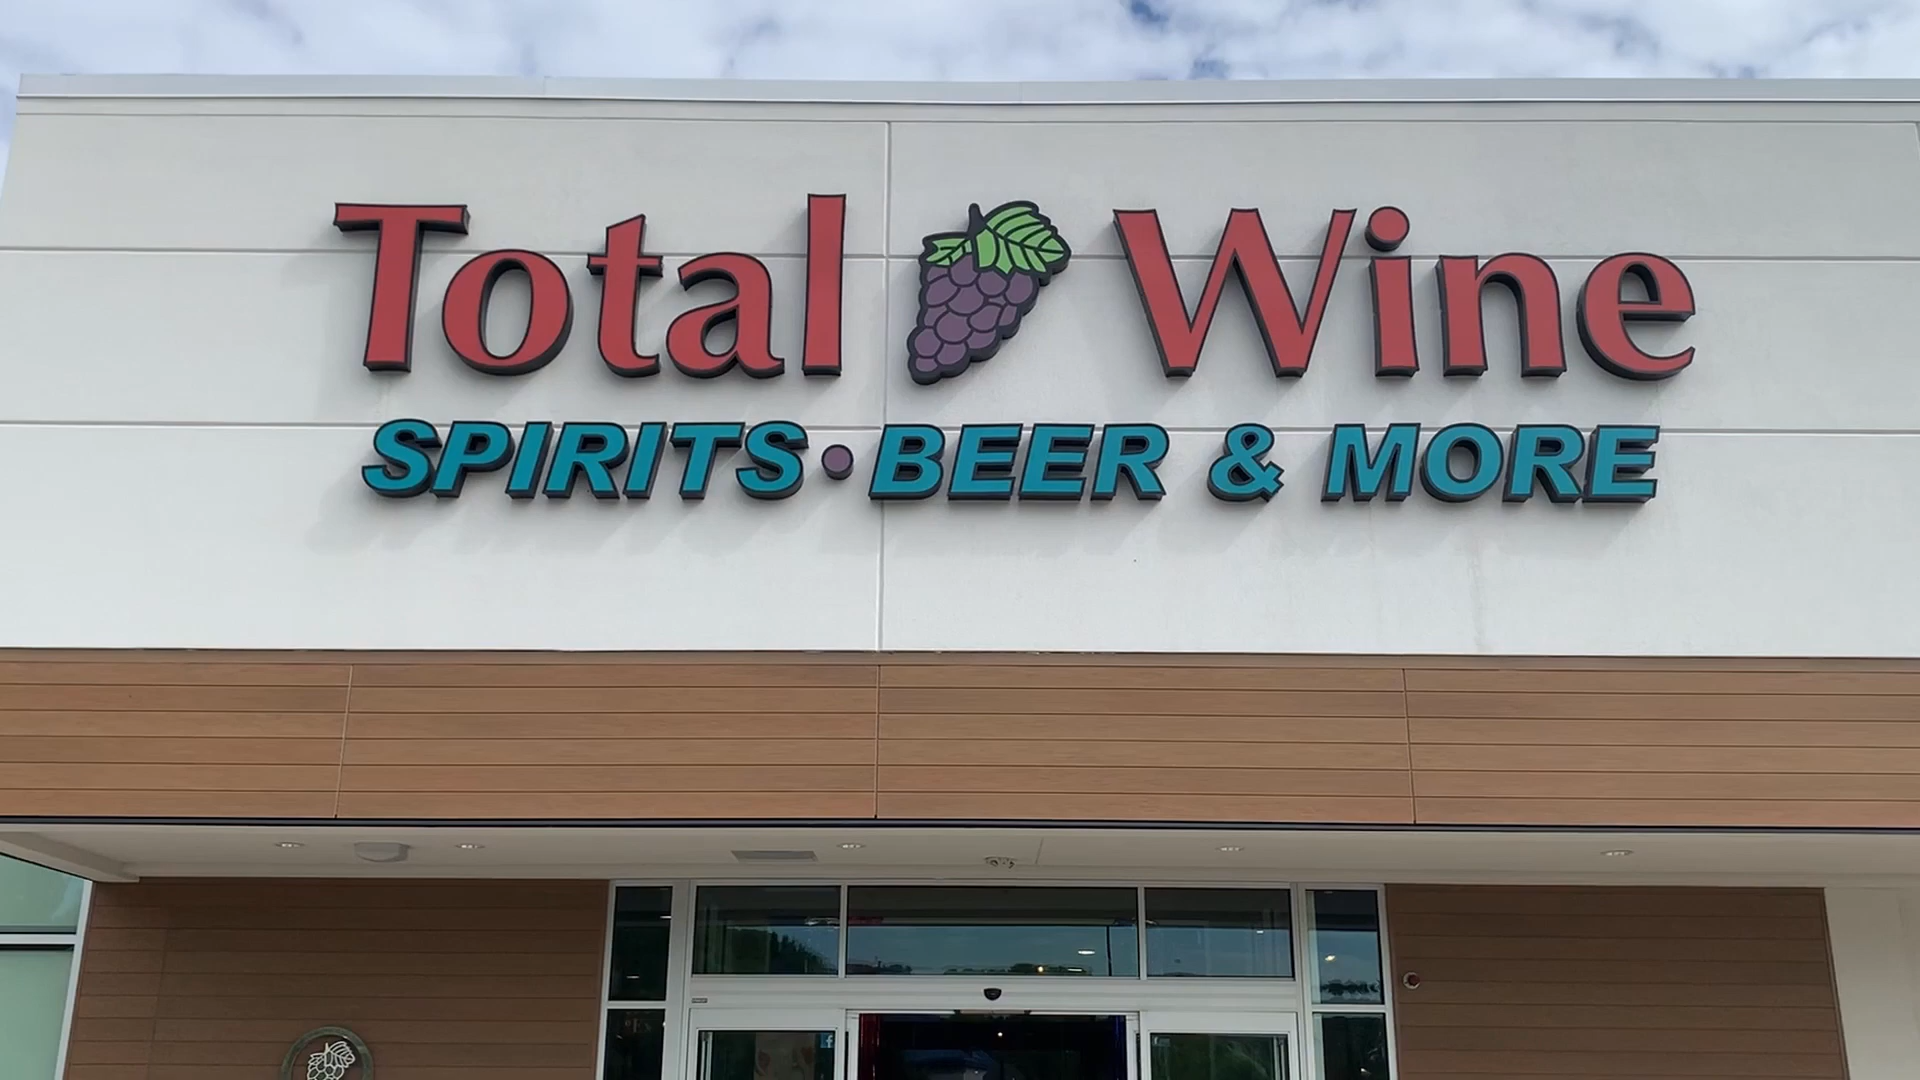 Total Wine
SPIRITS • BEER & MORE